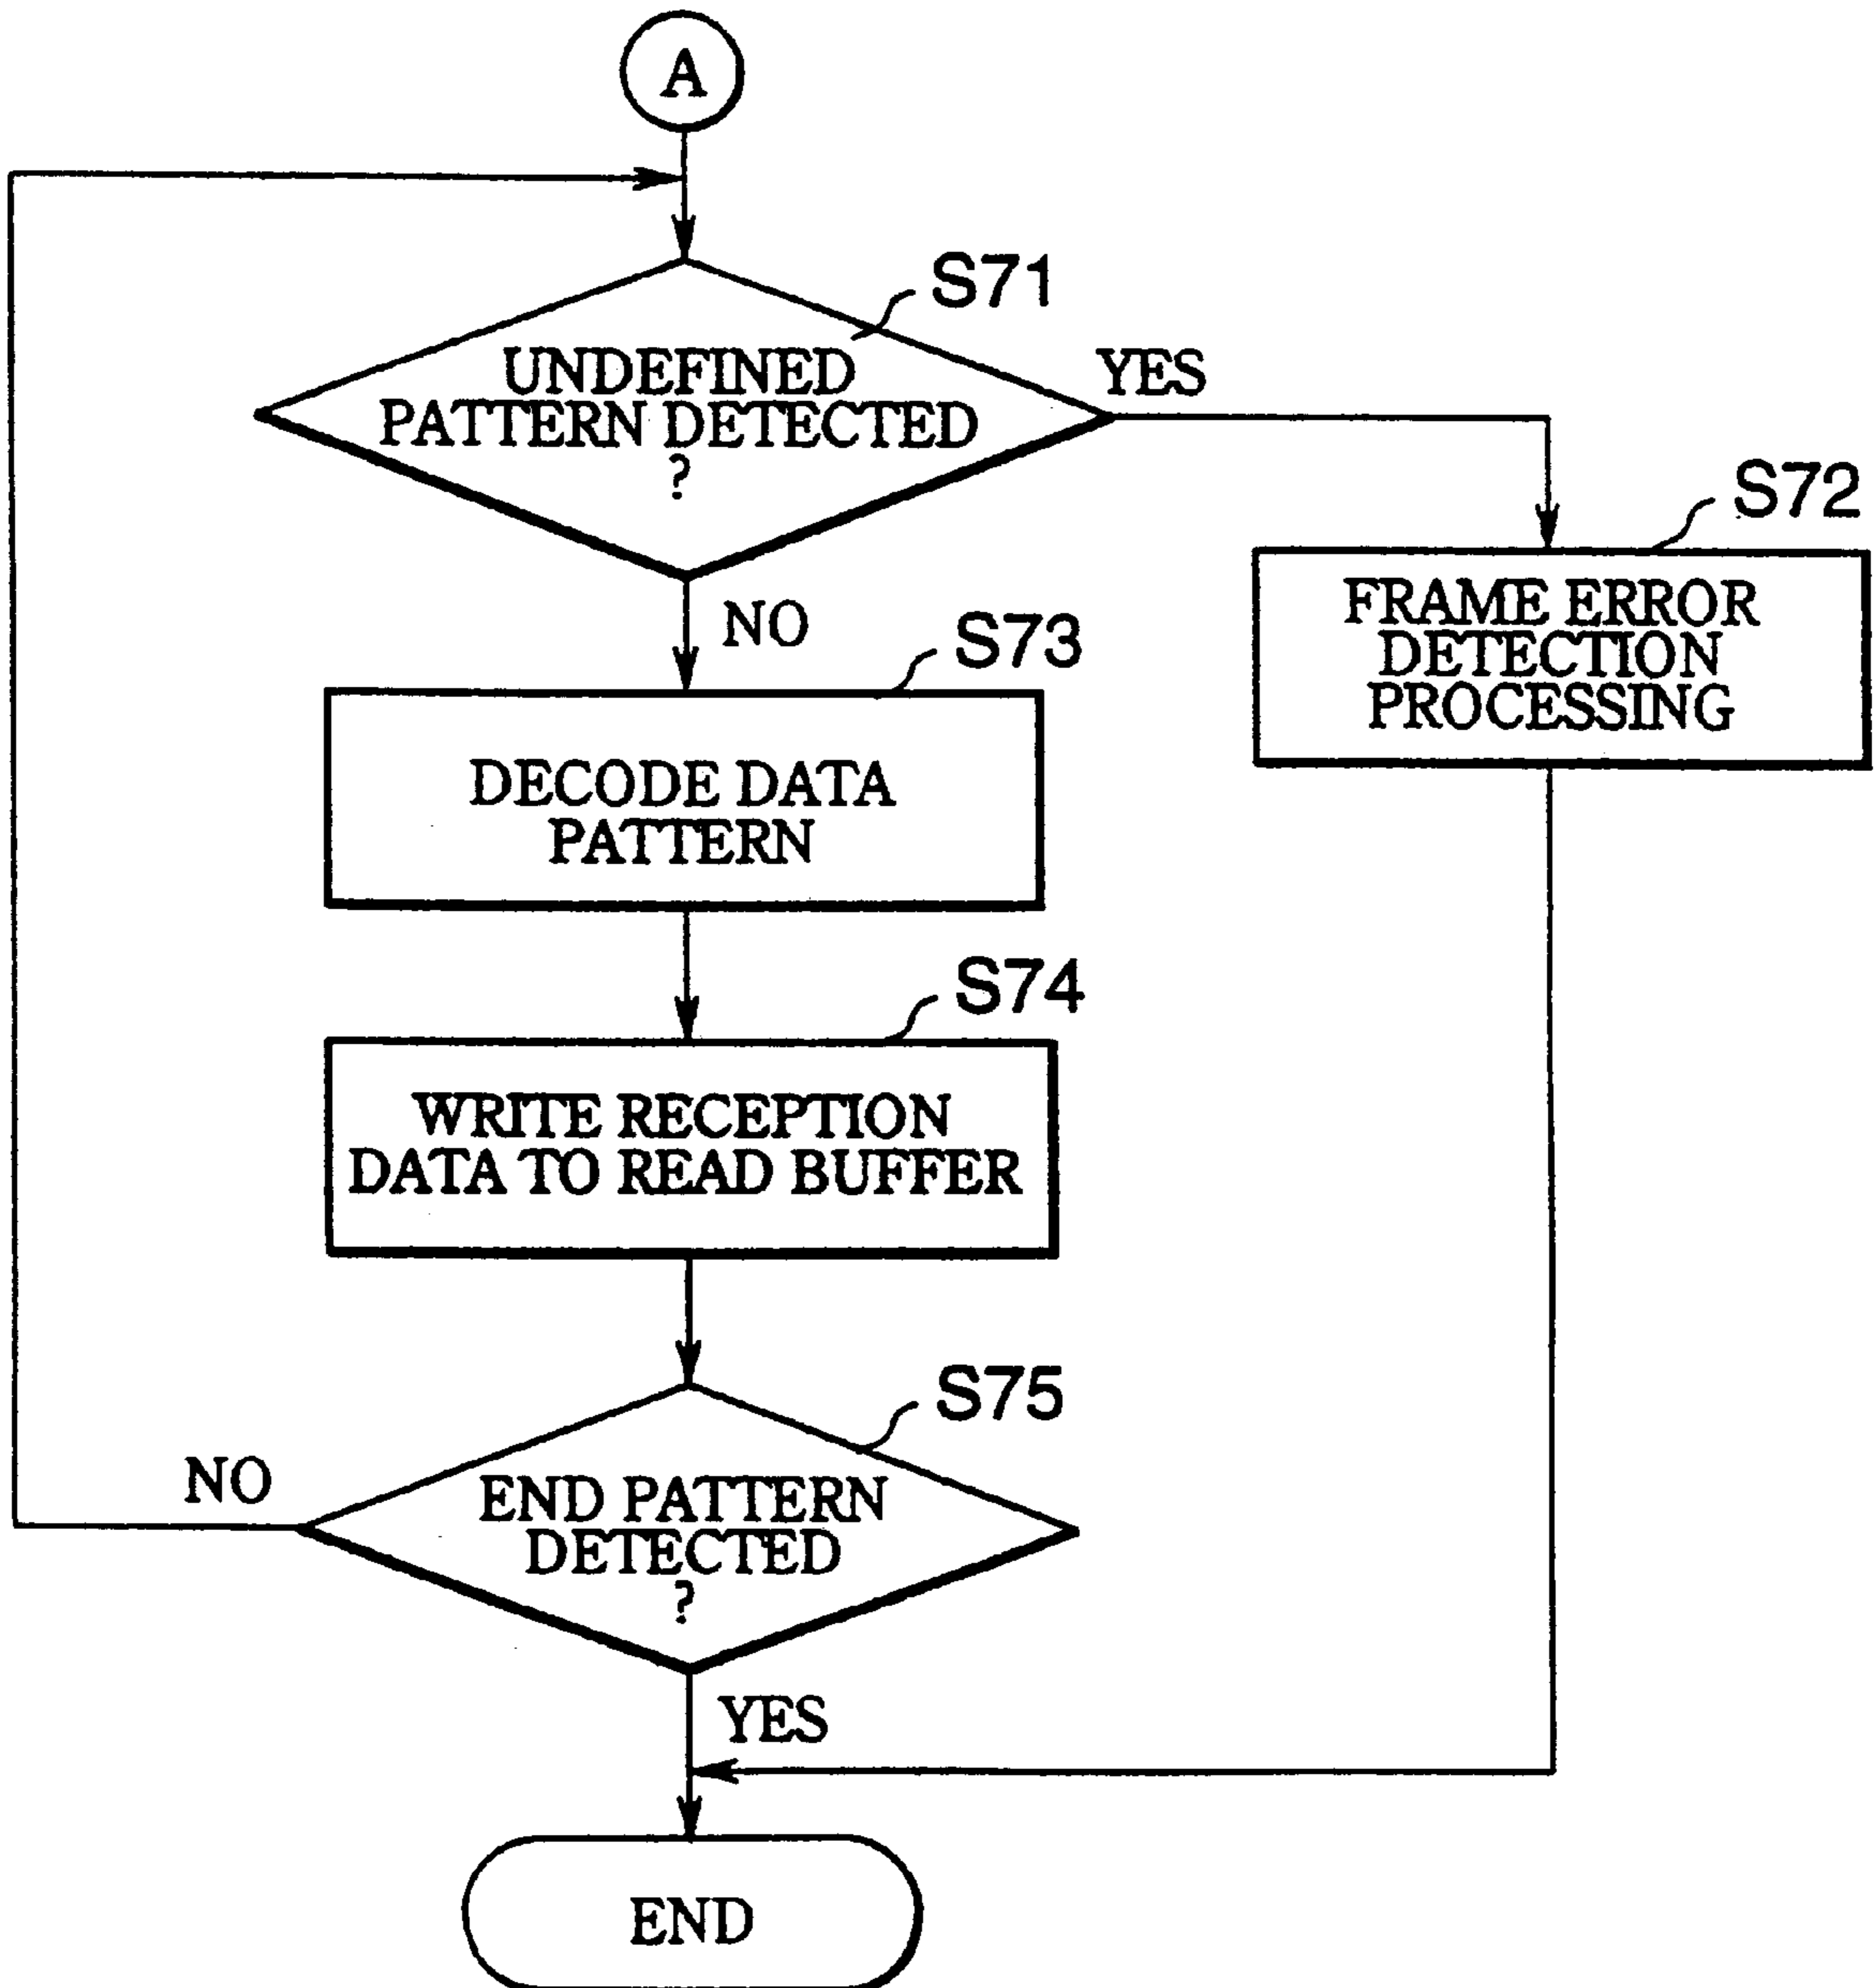 A
S71
UNDEFINED
PATTERN DETECTED
?
YES
S72
FRAME ERROR
DETECTION
PROCESSING
NO
S73
DECODE DATA
PATTERN
S74
WRITE RECEPTION
DATA TO READ BUFFER
S75
NO
END PATTERN
DETECTED
?
YES
END